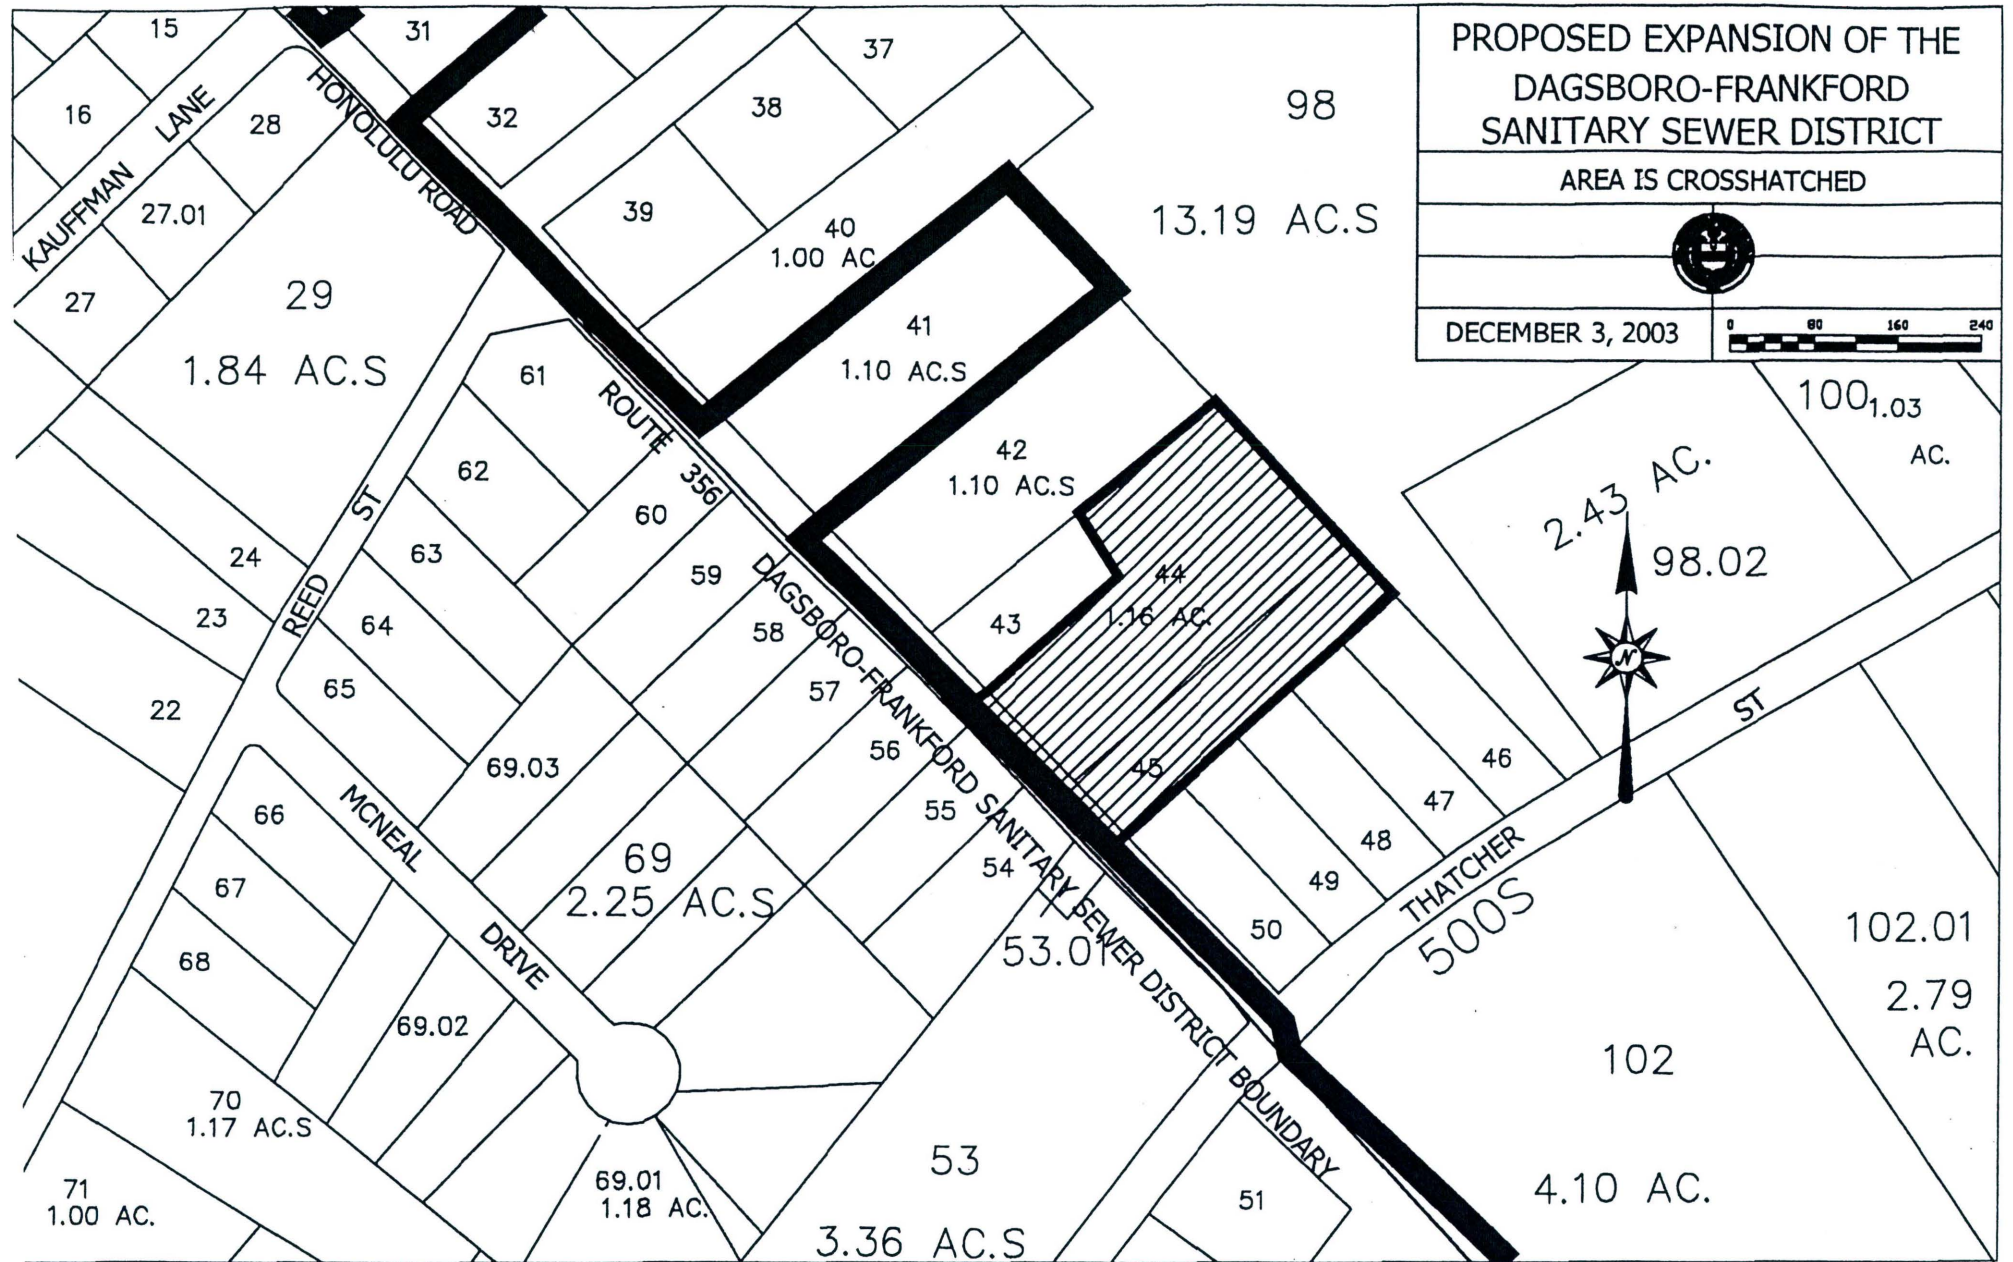 PROPOSED EXPANSION OF THE
DAGSBORO-FRANKFORD
SANITARY SEWER DISTRICT
AREA IS CROSSHATCHED
DECEMBER 3, 2003
0 80 160 240
15
31
37
16
KAUFFMAN LANE
28
HONOLULU ROAD
32
38
98
13.19 AC.S
27.01
39
40
1.00 AC
27
29
1.84 AC.S
41
1.10 AC.S
61
ROUTE 356
42
1.10 AC.S
100
1.03
AC.
2.43 AC.
98.02
62
60
REED ST
24
63
59
DAGSBORO-FRANKFORD SANITARY SEWER DISTRICT BOUNDARY
44
1.16 AC.
43
23
64
58
N
65
57
22
56
45
46
ST
69.03
47
66
MCNEAL
55
48
THATCHER
69
2.25 AC.S
54
49
67
50
500S
53.01
102.01
2.79
AC.
68
DRIVE
69.02
102
4.10 AC.
70
1.17 AC.S
53
3.36 AC.S
69.01
1.18 AC.
71
1.00 AC.
51